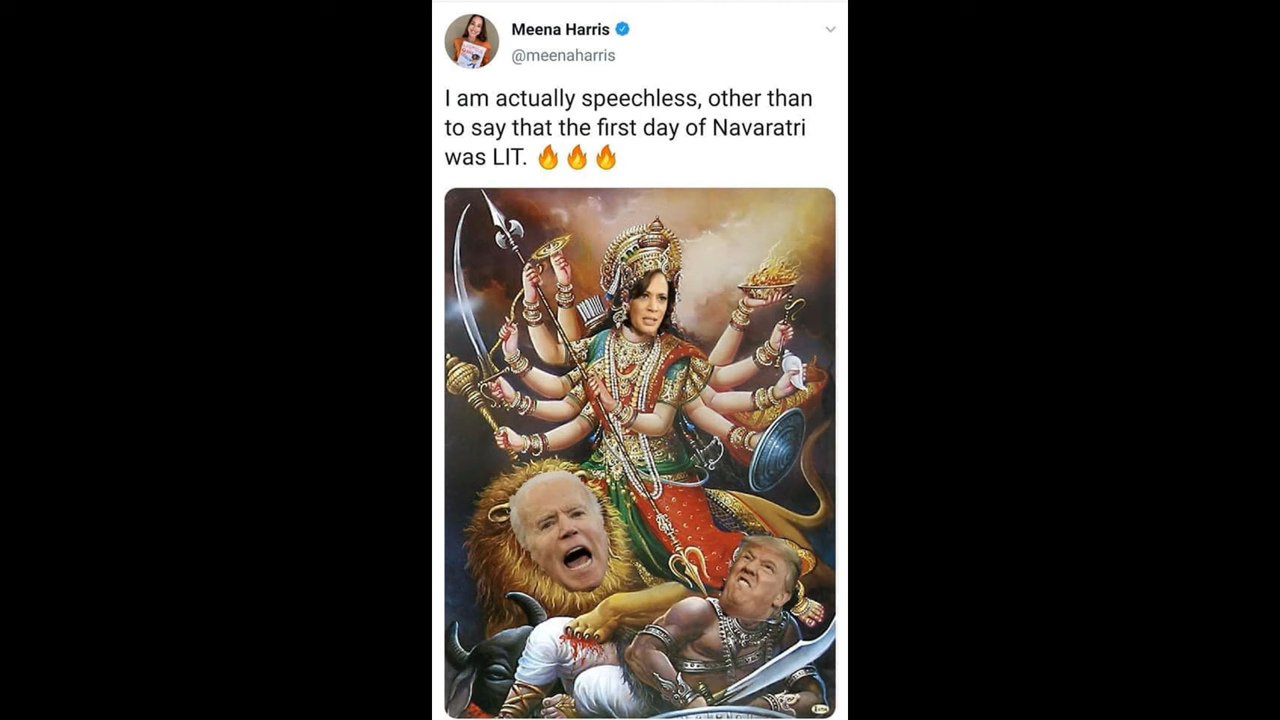 Meena Harris
@meenaharris
I am actually speechless, other than
to say that the first day of Navaratri
was LIT. 🔥🔥🔥